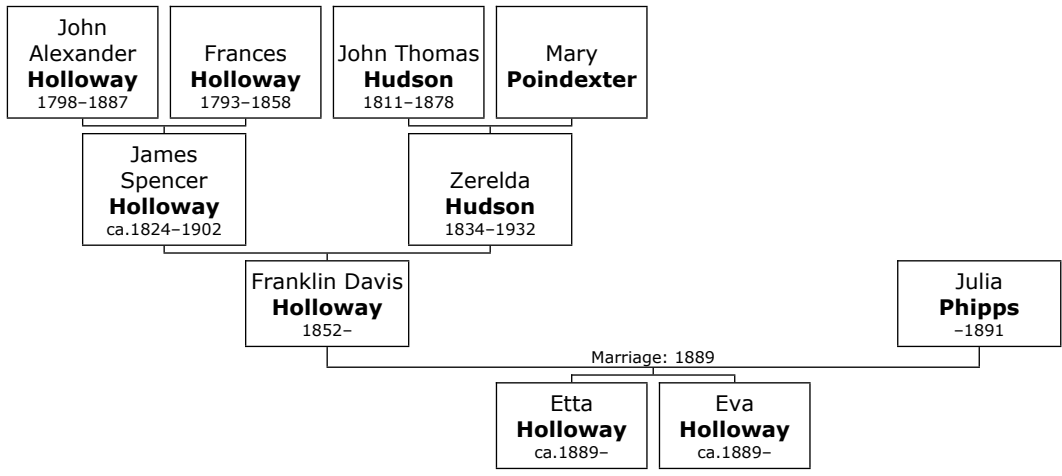 John
Alexander
Holloway
1798–1887
Frances
Holloway
1793–1858
John Thomas
Hudson
1811–1878
Mary
Poindexter
James
Spencer
Holloway
ca.1824–1902
Zerelda
Hudson
1834–1932
Franklin Davis
Holloway
1852–
Julia
Phipps
–1891
Marriage: 1889
Etta
Holloway
ca.1889–
Eva
Holloway
ca.1889–